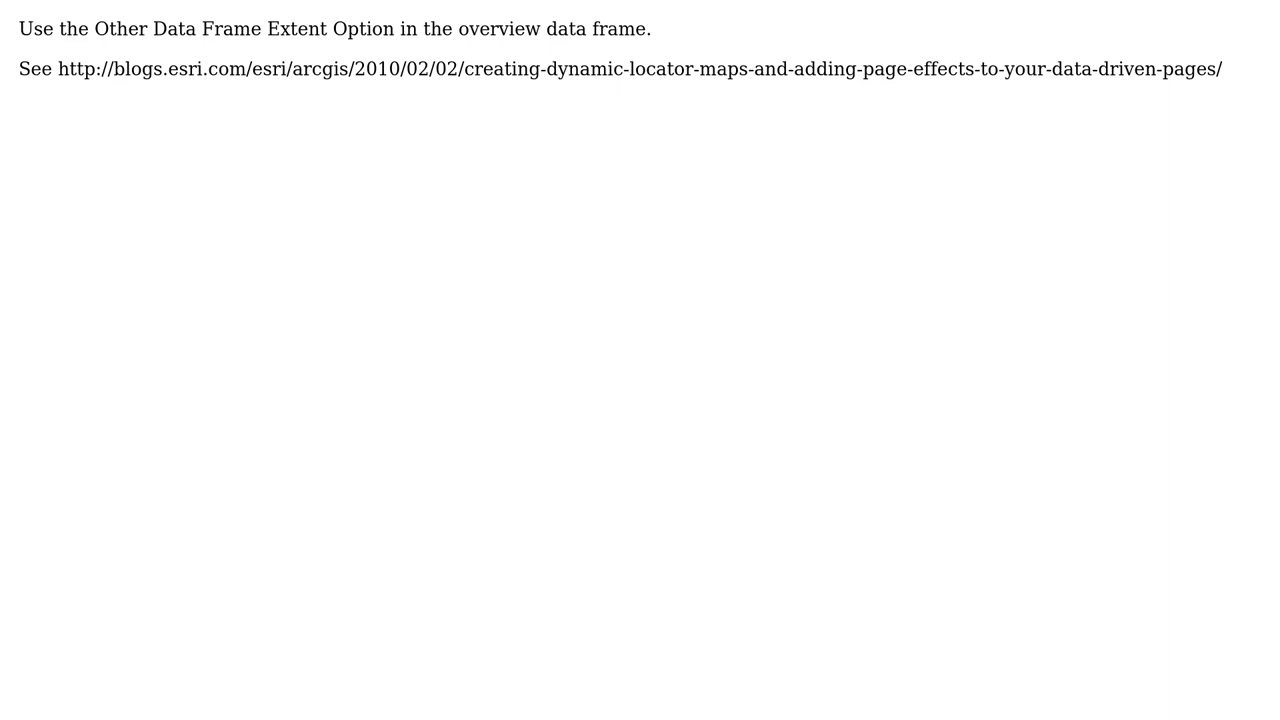 Use the Other Data Frame Extent Option in the overview data frame.
See http://blogs.esri.com/esri/arcgis/2010/02/02/creating-dynamic-locator-maps-and-adding-page-effects-to-your-data-driven-pages/